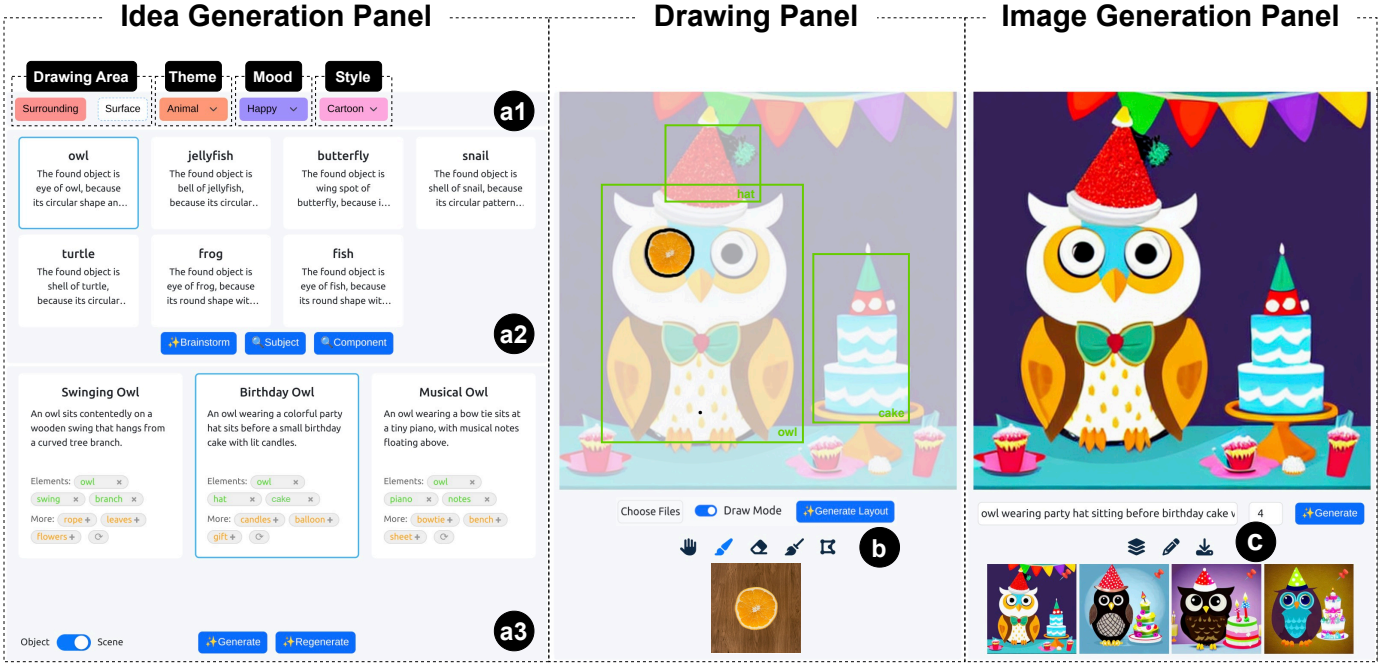 Idea Generation Panel
Drawing Panel
Image Generation Panel
Drawing Area
Theme
Mood
Style
Surrounding
Surface
Animal
Happy
Cartoon
a1
owl
The found object is
eye of owl, because
its circular shape an...
jellyfish
The found object is
bell of jellyfish,
because its circular..
butterfly
The found object is
wing spot of
butterfly, because i...
snail
The found object is
shell of snail, because
its circular pattern...
turtle
The found object is
shell of turtle,
because its circular..
frog
The found object is
eye of frog, because
its round shape wit...
fish
The found object is
eye of fish, because
its round shape wit...
✨Brainstorm
🔍Subject
🔍Component
a2
Swinging Owl
An owl sits contentedly on a
wooden swing that hangs from
a curved tree branch.
Elements: owl ×
swing × branch ×
More: rope + leaves +
flowers + ⟳
Birthday Owl
An owl wearing a colorful party
hat sits before a small birthday
cake with lit candles.
Elements: owl ×
hat × cake ×
More: candles + balloon +
gift + ⟳
Musical Owl
An owl wearing a bow tie sits at
a tiny piano, with musical notes
floating above.
Elements: owl ×
piano × notes ×
More: bowtie + bench +
sheet + ⟳
Object
Scene
✨Generate
✨Regenerate
a3
hat
cake
owl
Choose Files
Draw Mode
✨Generate Layout
b
owl wearing party hat sitting before birthday cake
4
✨Generate
c